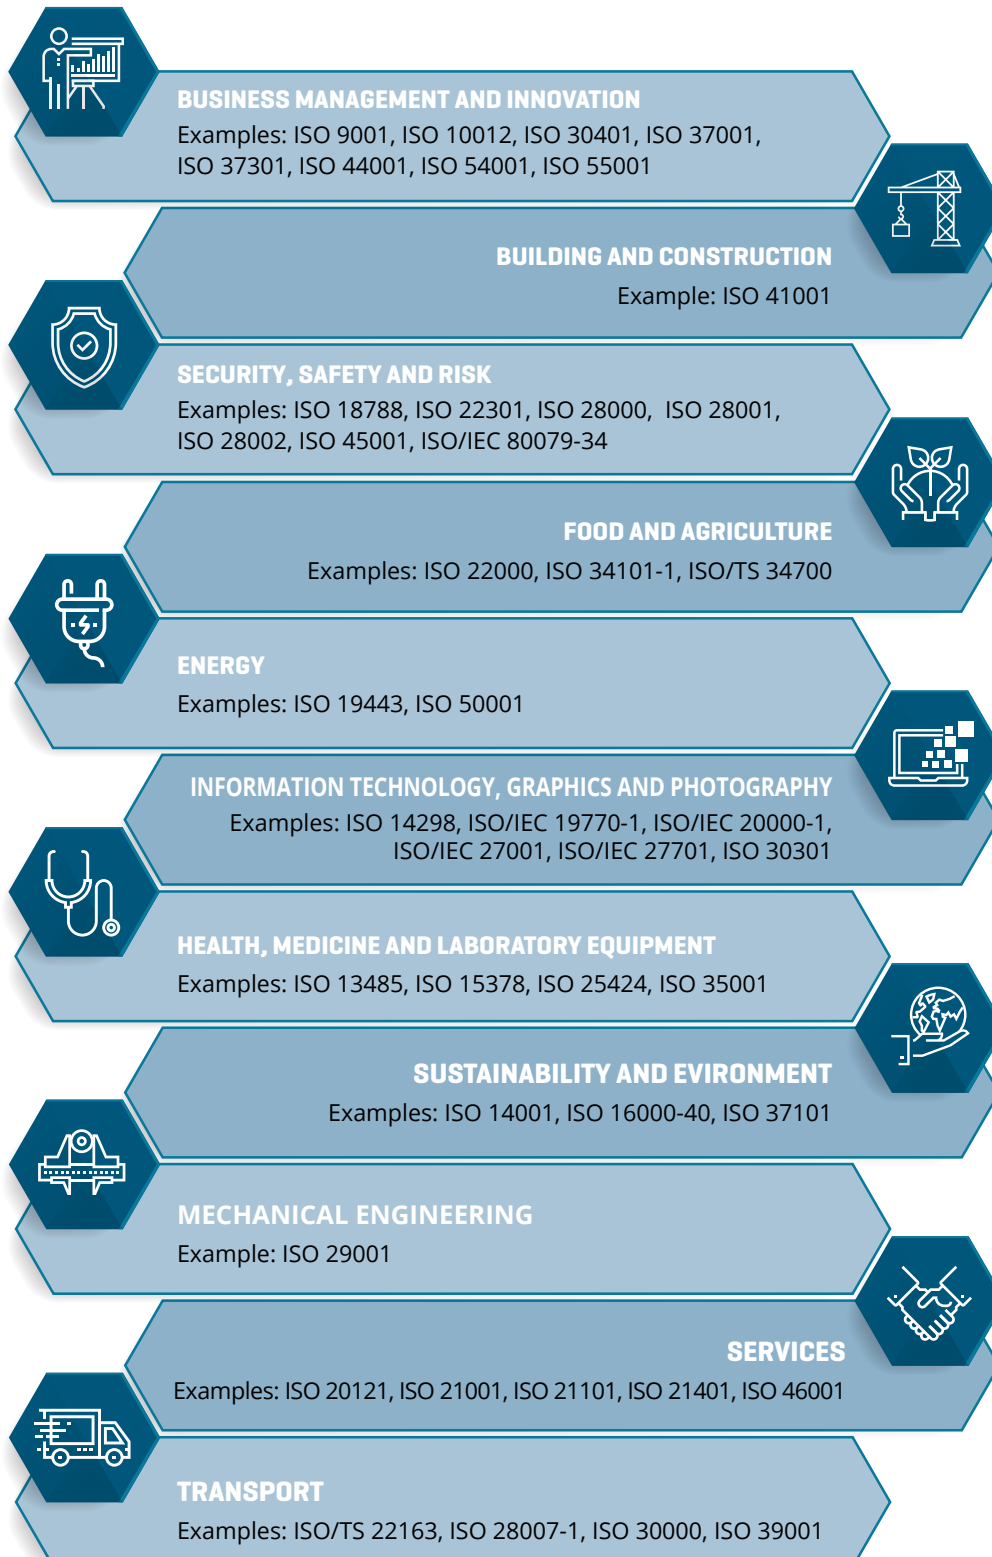 BUSINESS MANAGEMENT AND INNOVATION
Examples: ISO 9001, ISO 10012, ISO 30401, ISO 37001,
ISO 37301, ISO 44001, ISO 54001, ISO 55001
BUILDING AND CONSTRUCTION
Example: ISO 41001
SECURITY, SAFETY AND RISK
Examples: ISO 18788, ISO 22301, ISO 28000, ISO 28001,
ISO 28002, ISO 45001, ISO/IEC 80079-34
FOOD AND AGRICULTURE
Examples: ISO 22000, ISO 34101-1, ISO/TS 34700
ENERGY
Examples: ISO 19443, ISO 50001
INFORMATION TECHNOLOGY, GRAPHICS AND PHOTOGRAPHY
Examples: ISO 14298, ISO/IEC 19770-1, ISO/IEC 20000-1,
ISO/IEC 27001, ISO/IEC 27701, ISO 30301
HEALTH, MEDICINE AND LABORATORY EQUIPMENT
Examples: ISO 13485, ISO 15378, ISO 25424, ISO 35001
SUSTAINABILITY AND EVIRONMENT
Examples: ISO 14001, ISO 16000-40, ISO 37101
MECHANICAL ENGINEERING
Example: ISO 29001
SERVICES
Examples: ISO 20121, ISO 21001, ISO 21101, ISO 21401, ISO 46001
TRANSPORT
Examples: ISO/TS 22163, ISO 28007-1, ISO 30000, ISO 39001